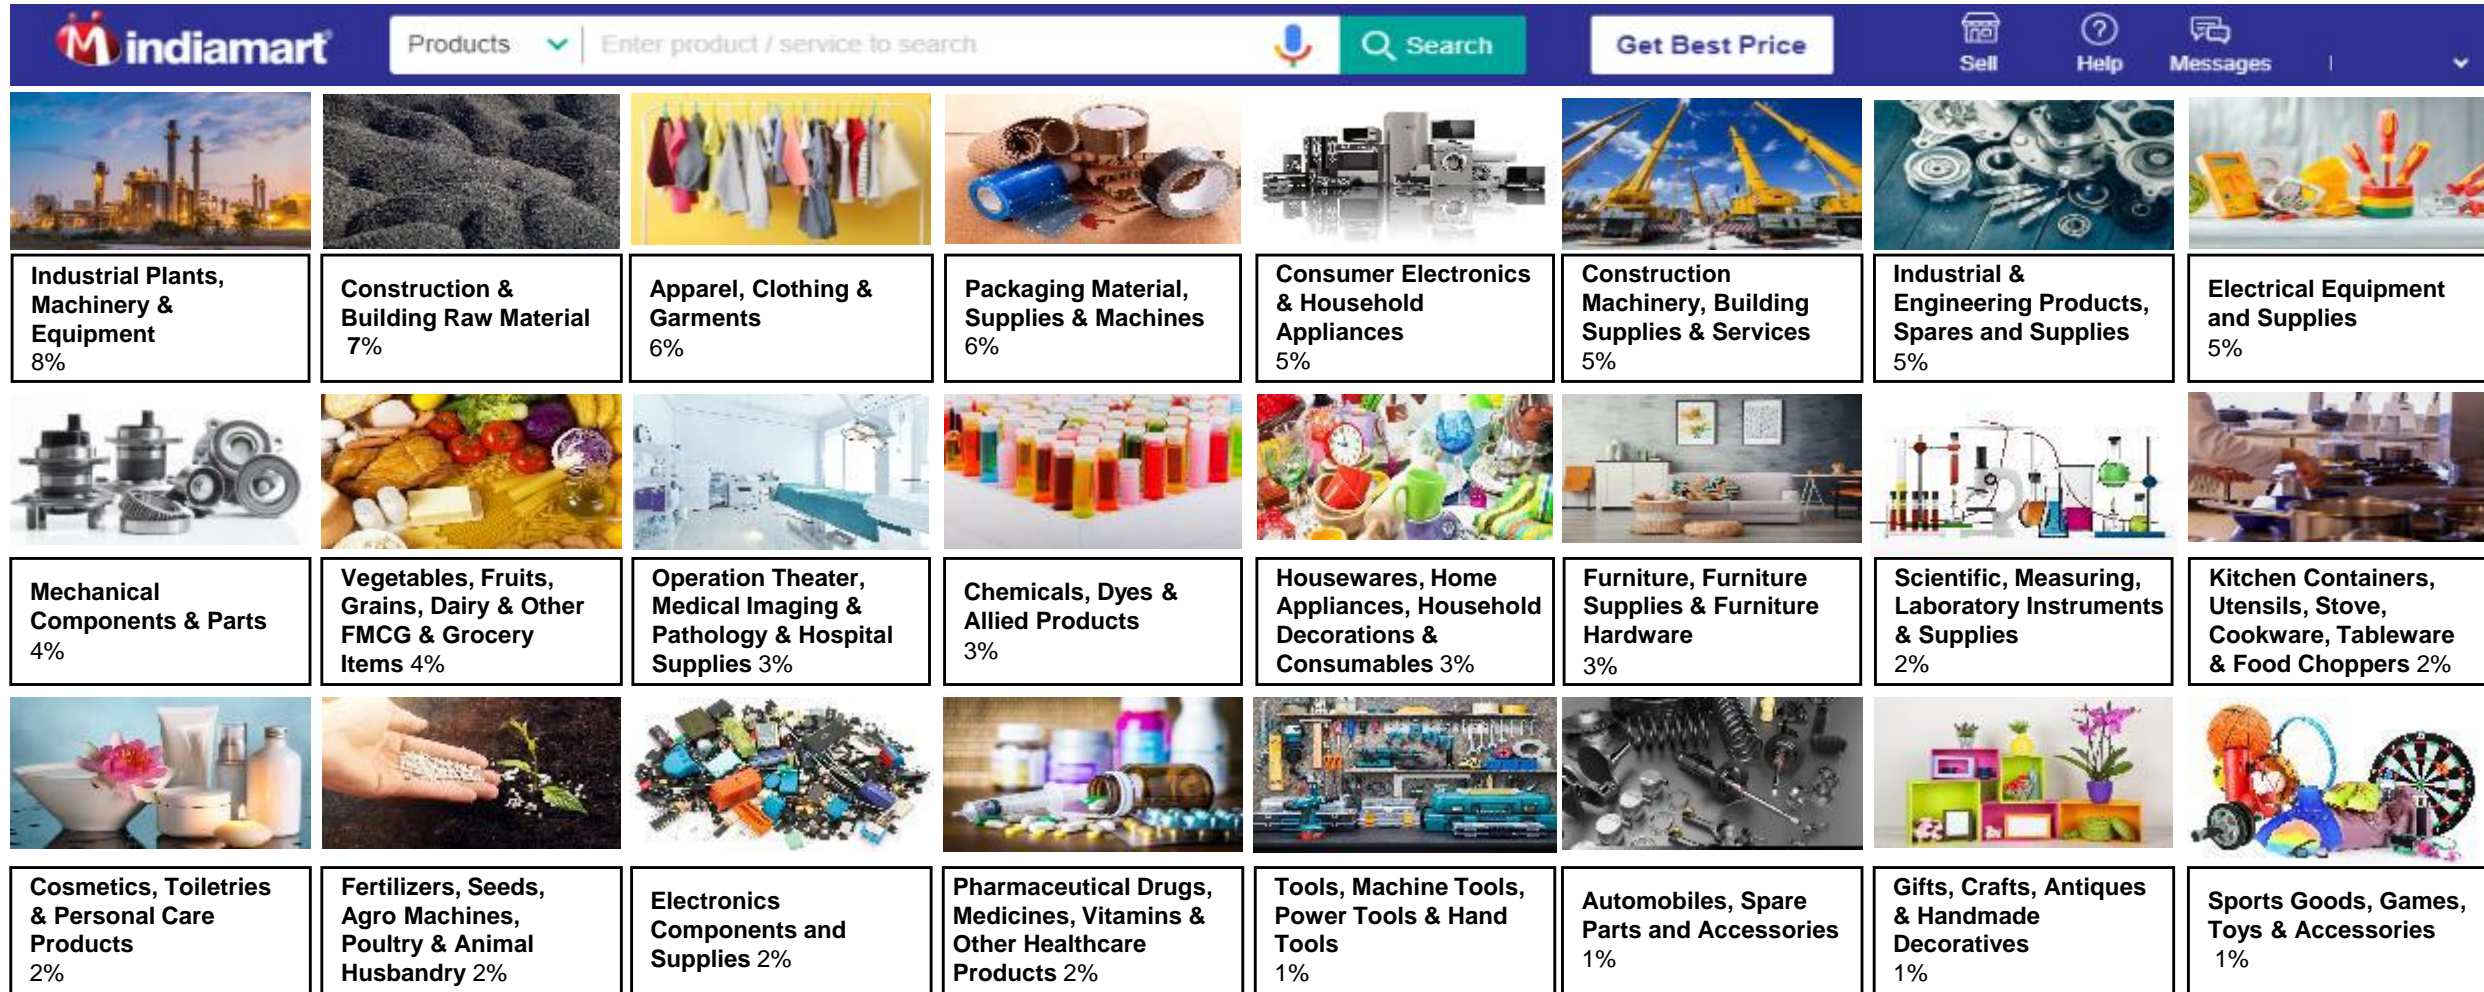 indiamart
Products
Enter product / service to search
Search
Get Best Price
Sell
Help
Messages
Industrial Plants,
Machinery &
Equipment
8%
Construction &
Building Raw Material
7%
Apparel, Clothing &
Garments
6%
Packaging Material,
Supplies & Machines
6%
Consumer Electronics
& Household
Appliances
5%
Construction
Machinery, Building
Supplies & Services
5%
Industrial &
Engineering Products,
Spares and Supplies
5%
Electrical Equipment
and Supplies
5%
Mechanical
Components & Parts
4%
Vegetables, Fruits,
Grains, Dairy & Other
FMCG & Grocery
Items 4%
Operation Theater,
Medical Imaging &
Pathology & Hospital
Supplies 3%
Chemicals, Dyes &
Allied Products
3%
Housewares, Home
Appliances, Household
Decorations &
Consumables 3%
Furniture, Furniture
Supplies & Furniture
Hardware
3%
Scientific, Measuring,
Laboratory Instruments
& Supplies
2%
Kitchen Containers,
Utensils, Stove,
Cookware, Tableware
& Food Choppers 2%
Cosmetics, Toiletries
& Personal Care
Products
2%
Fertilizers, Seeds,
Agro Machines,
Poultry & Animal
Husbandry 2%
Electronics
Components and
Supplies 2%
Pharmaceutical Drugs,
Medicines, Vitamins &
Other Healthcare
Products 2%
Tools, Machine Tools,
Power Tools & Hand
Tools
1%
Automobiles, Spare
Parts and Accessories
1%
Gifts, Crafts, Antiques
& Handmade
Decoratives
1%
Sports Goods, Games,
Toys & Accessories
1%